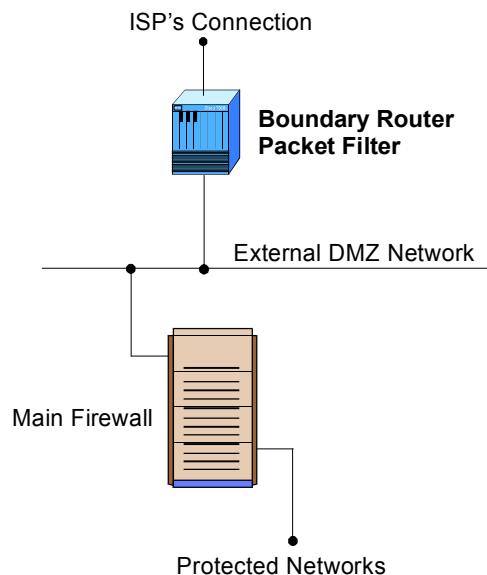 ISP's Connection
Boundary Router
Packet Filter
External DMZ Network
Main Firewall
Protected Networks